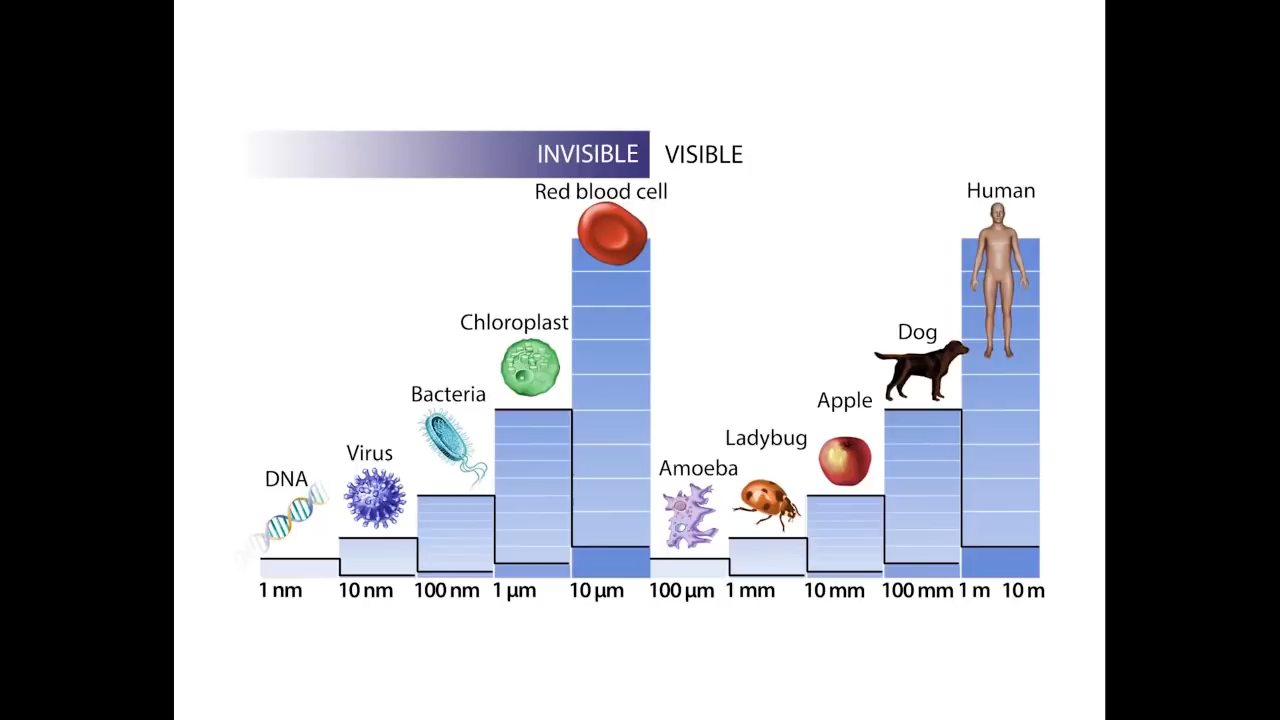 INVISIBLE VISIBLE
Red blood cell
Human
Chloroplast
Dog
Bacteria
Apple
Ladybug
Virus
Amoeba
DNA
1 nm 10 nm 100 nm 1 µm 10 µm 100 µm 1 mm 10 mm 100 mm 1 m 10 m